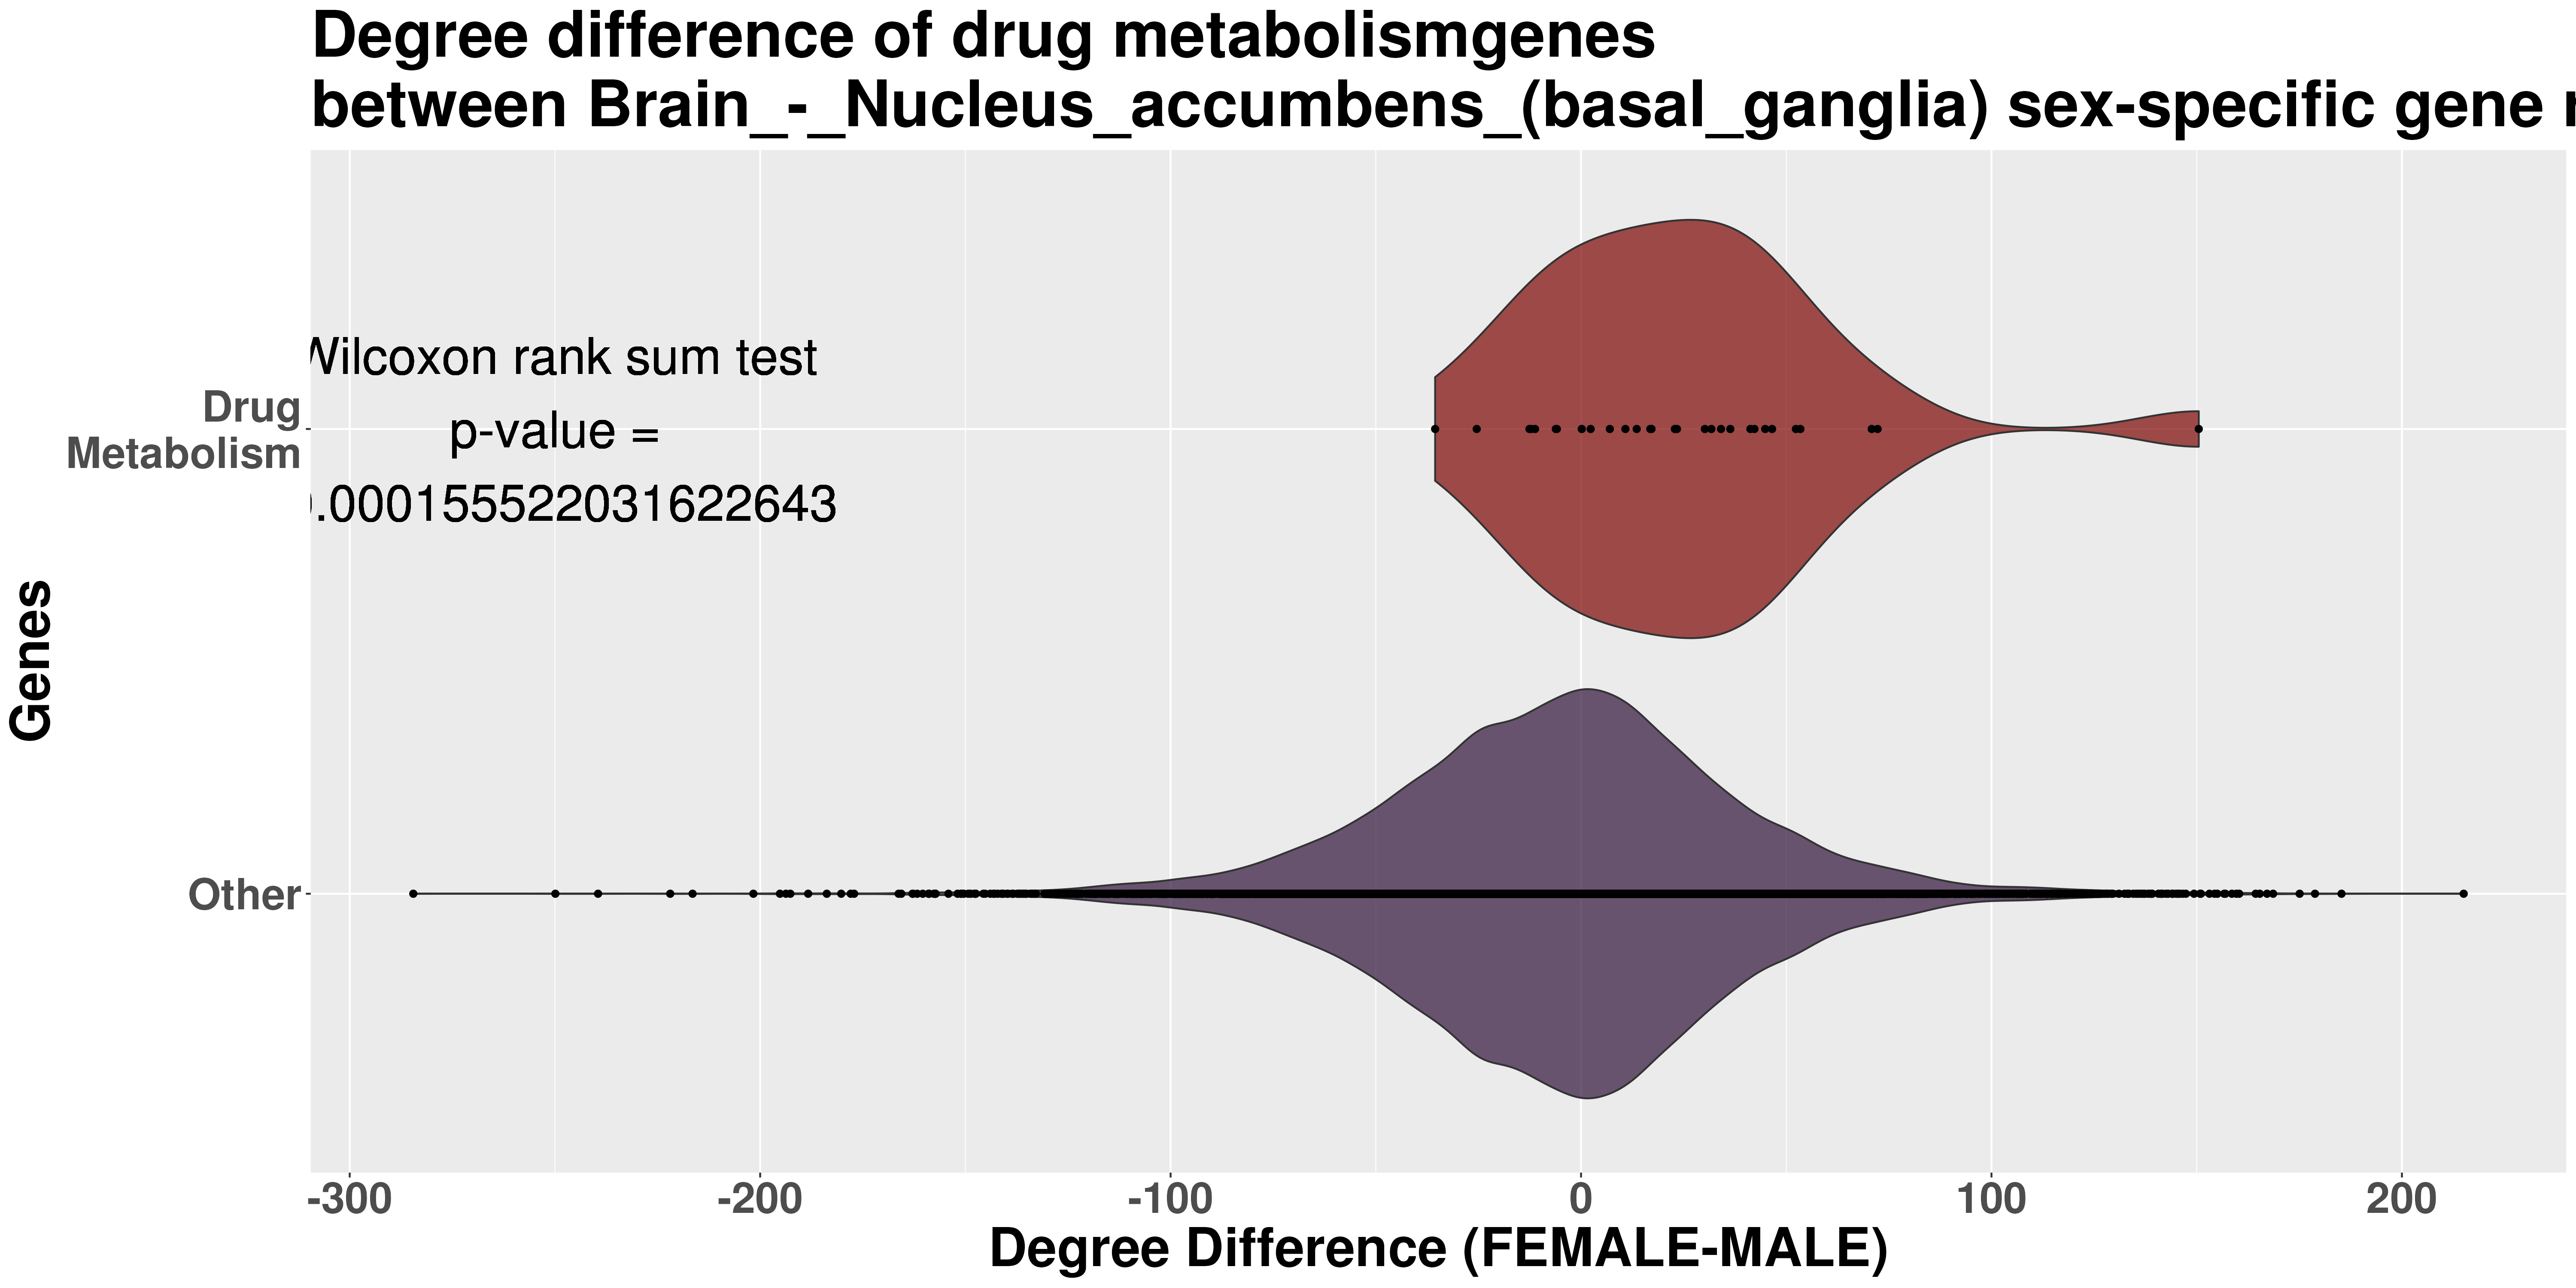 Degree difference of drug metabolismgenes
between Brain_-_Nucleus_accumbens_(basal_ganglia) sex-specific gene
Wilcoxon rank sum test
p-value =
.000155522031622643
Drug
Metabolism
Other
Genes
-300 -200 -100 0 100 200
Degree Difference (FEMALE-MALE)